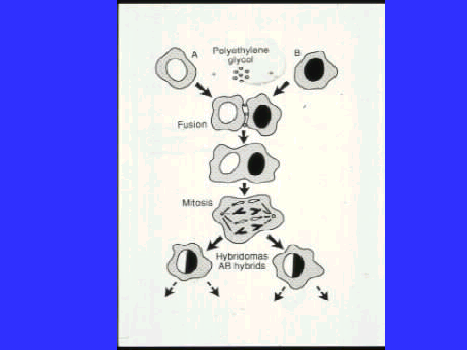 A
Polyethylene
glycol
B
Fusion
Mitosis
Hybridomas
AB hybrids